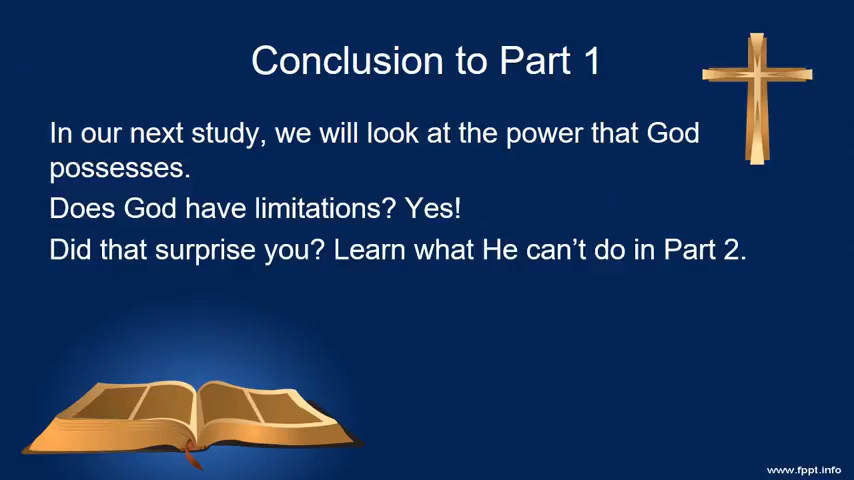 Conclusion to Part 1
In our next study, we will look at the power that God
possesses.
Does God have limitations? Yes!
Did that surprise you? Learn what He can’t do in Part 2.
www.fppt.info